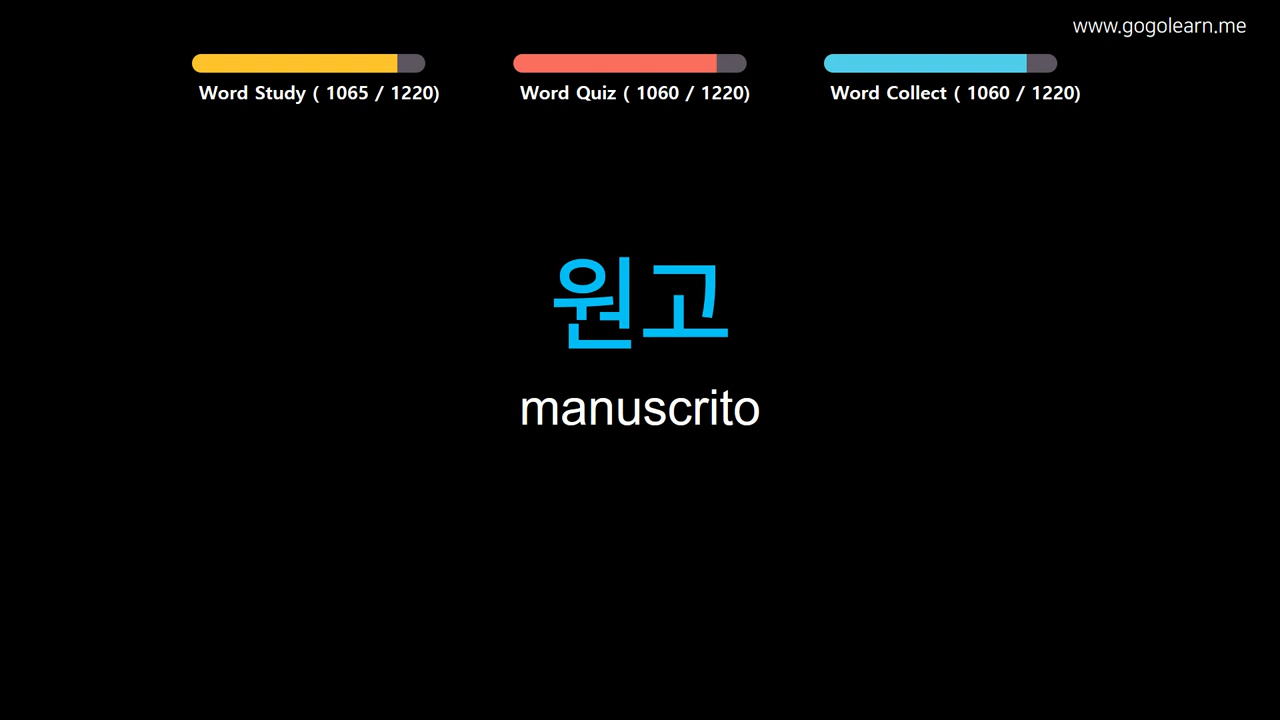 www.gogolearn.me
Word Study ( 1065 / 1220)
Word Quiz ( 1060 / 1220)
Word Collect ( 1060 / 1220)
원고
manuscrito